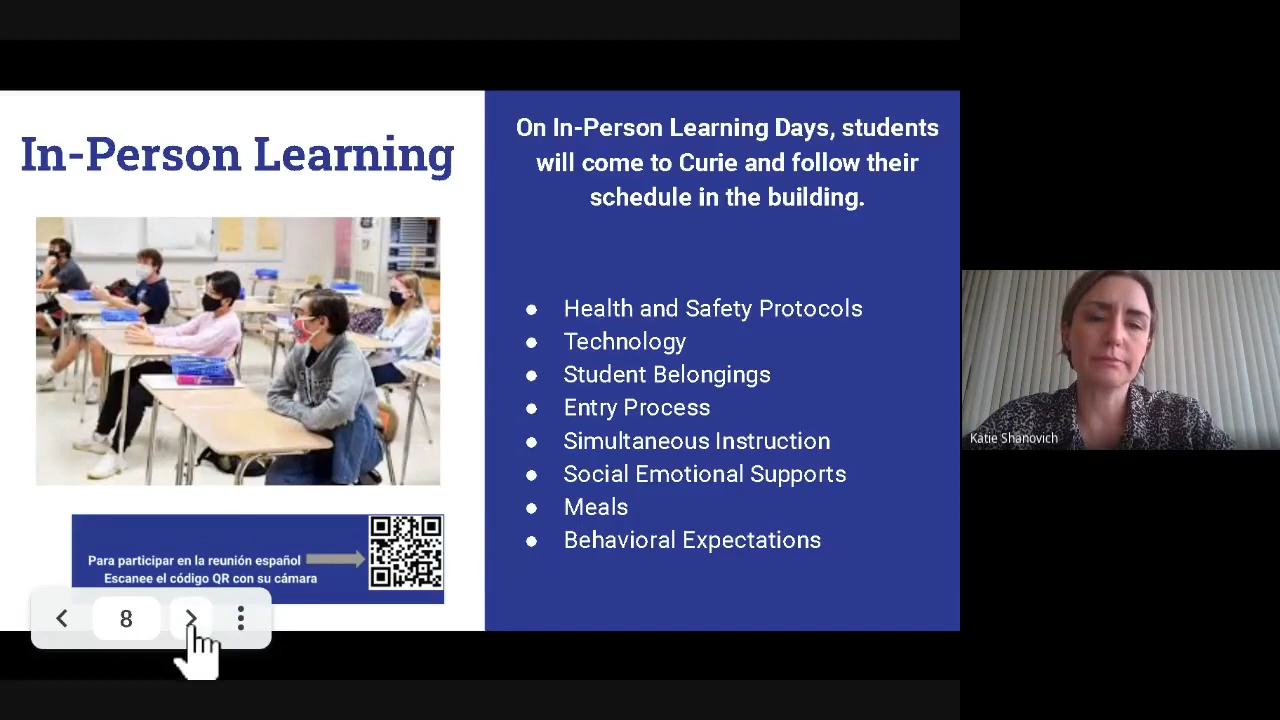 In-Person Learning
Para participar en la reunión español
Escanee el código QR con su cámara
8
On In-Person Learning Days, students
will come to Curie and follow their
schedule in the building.
● Health and Safety Protocols
● Technology
● Student Belongings
● Entry Process
● Simultaneous Instruction
● Social Emotional Supports
● Meals
● Behavioral Expectations
Katie Shanovich